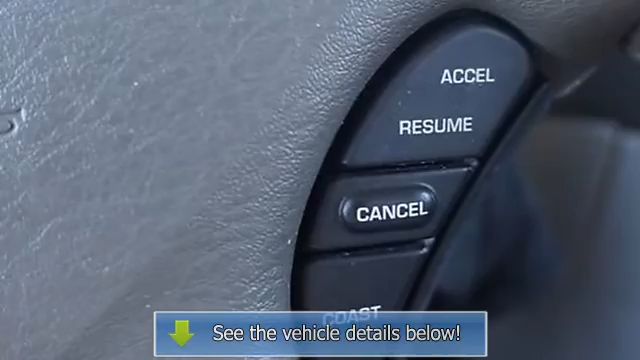 ACCEL
RESUME
CANCEL
COAST
See the vehicle details below!